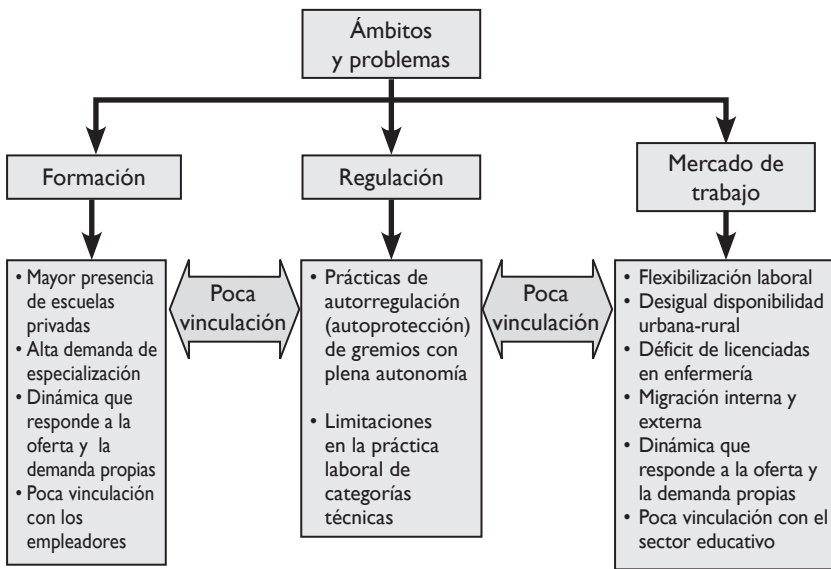 Ámbitos
y problemas
Formación
Regulación
Mercado de
trabajo
• Mayor presencia
de escuelas
privadas
• Alta demanda de
especialización
• Dinámica que
responde a la
oferta y la
demanda propias
• Poca vinculación
con los
empleadores
Poca
vinculación
• Prácticas de
autorregulación
(autoprotección)
de gremios con
plena autonomía
• Limitaciones
en la práctica
laboral de
categorías
técnicas
Poca
vinculación
• Flexibilización laboral
• Desigual disponibilidad
urbana-rural
• Déficit de licenciadas
en enfermería
• Migración interna y
externa
• Dinámica que
responde a la oferta y
la demanda propias
• Poca vinculación con el
sector educativo